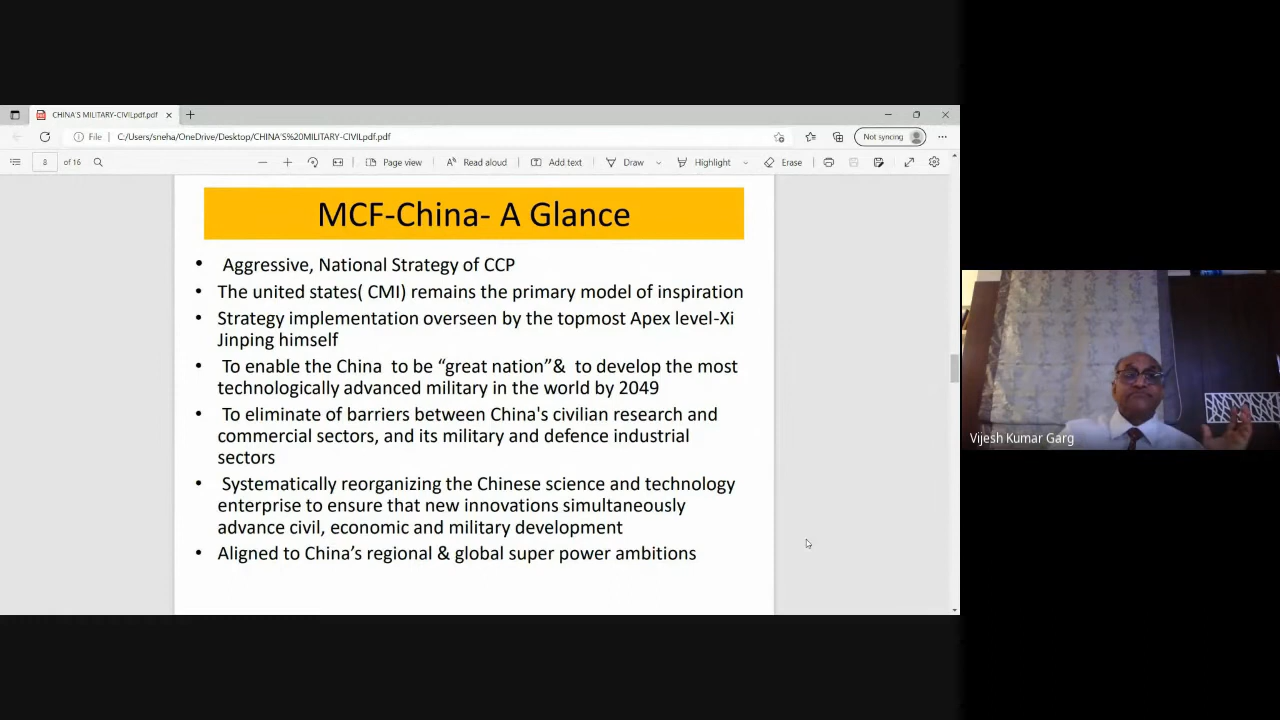 CHINA'S MILITARY-CIVILpdf.pdf
File
C:/Users/sneha/OneDrive/Desktop/CHINA'S%20MILITARY-CIVILpdf.pdf
Not syncing
8 of 16
Page view
Read aloud
Add text
Draw
Highlight
Erase
MCF-China- A Glance
• Aggressive, National Strategy of CCP
• The united states( CMI) remains the primary model of inspiration
• Strategy implementation overseen by the topmost Apex level-Xi
Jinping himself
• To enable the China to be “great nation”& to develop the most
technologically advanced military in the world by 2049
• To eliminate of barriers between China's civilian research and
commercial sectors, and its military and defence industrial
sectors
• Systematically reorganizing the Chinese science and technology
enterprise to ensure that new innovations simultaneously
advance civil, economic and military development
• Aligned to China’s regional & global super power ambitions
Vijesh Kumar Garg